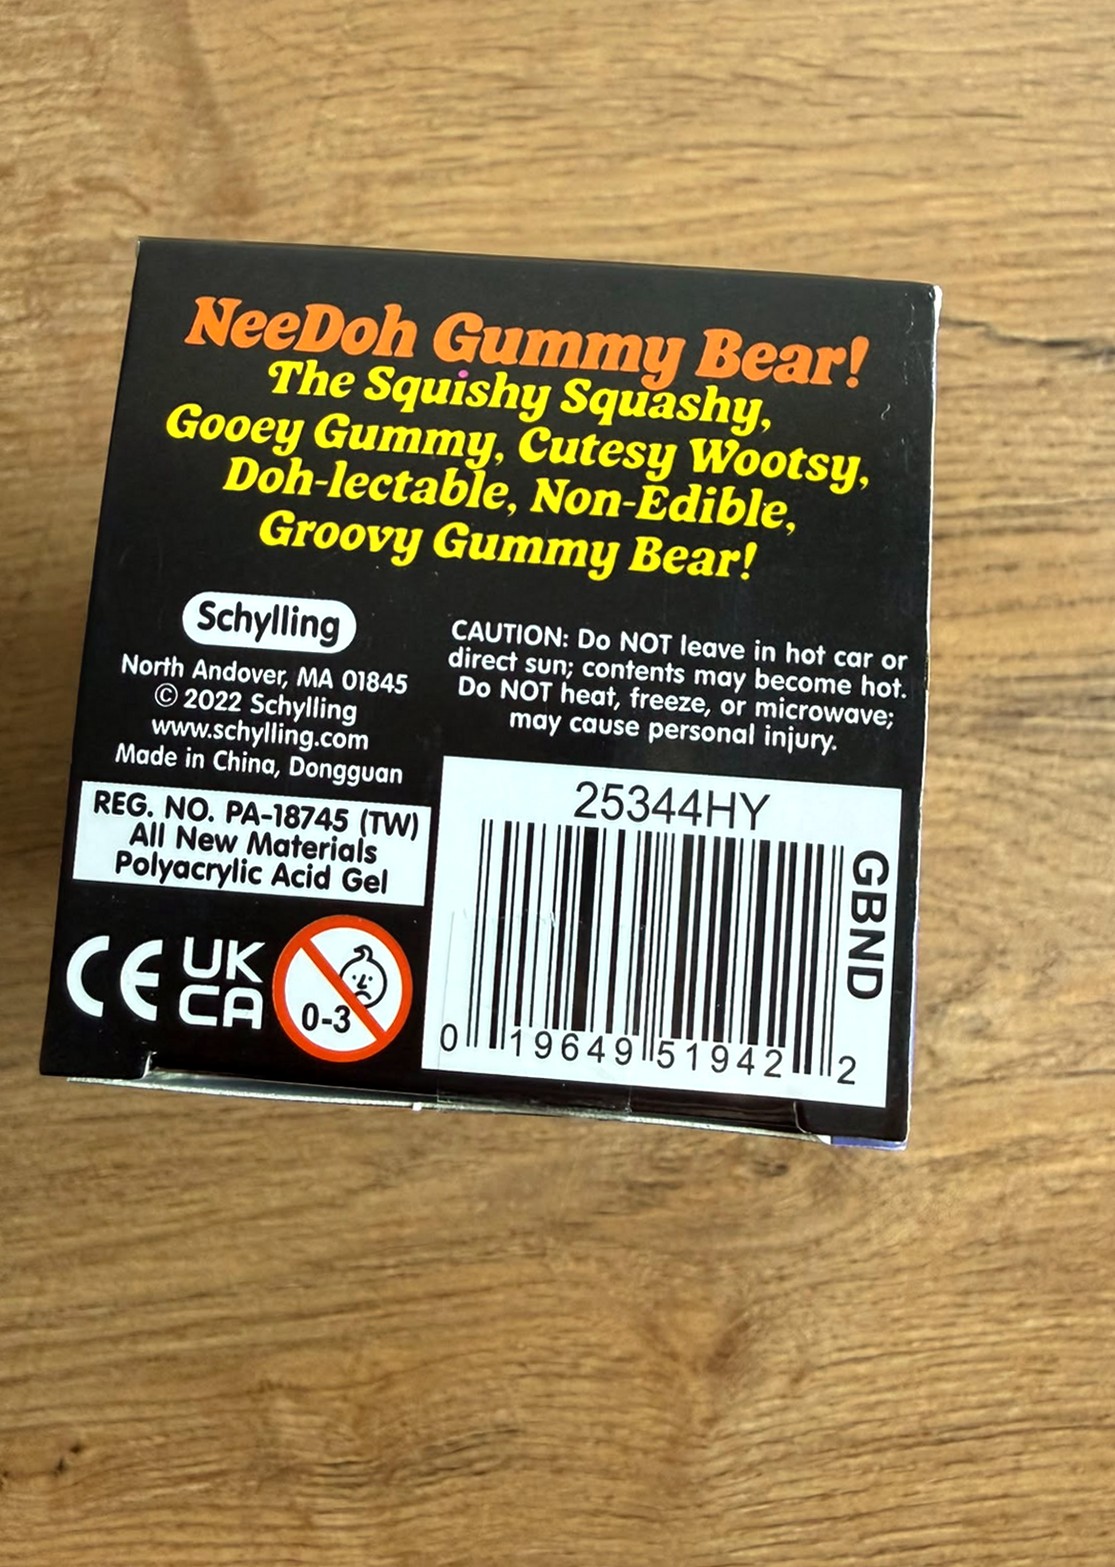 NeeDoh Gummy Bear!
The Squishy Squashy,
Gooey Gummy, Cutesy Wootsy,
Doh-lectable, Non-Edible,
Groovy Gummy Bear!
Schylling
North Andover, MA 01845
© 2022 Schylling
www.schylling.com
Made in China, Dongguan
REG. NO. PA-18745 (TW)
All New Materials
Polyacrylic Acid Gel
CE
UK
CA
0-3
CAUTION: Do NOT leave in hot car or
direct sun; contents may become hot.
Do NOT heat, freeze, or microwave;
may cause personal injury.
25344HY
GBND
0 19649 51942 2